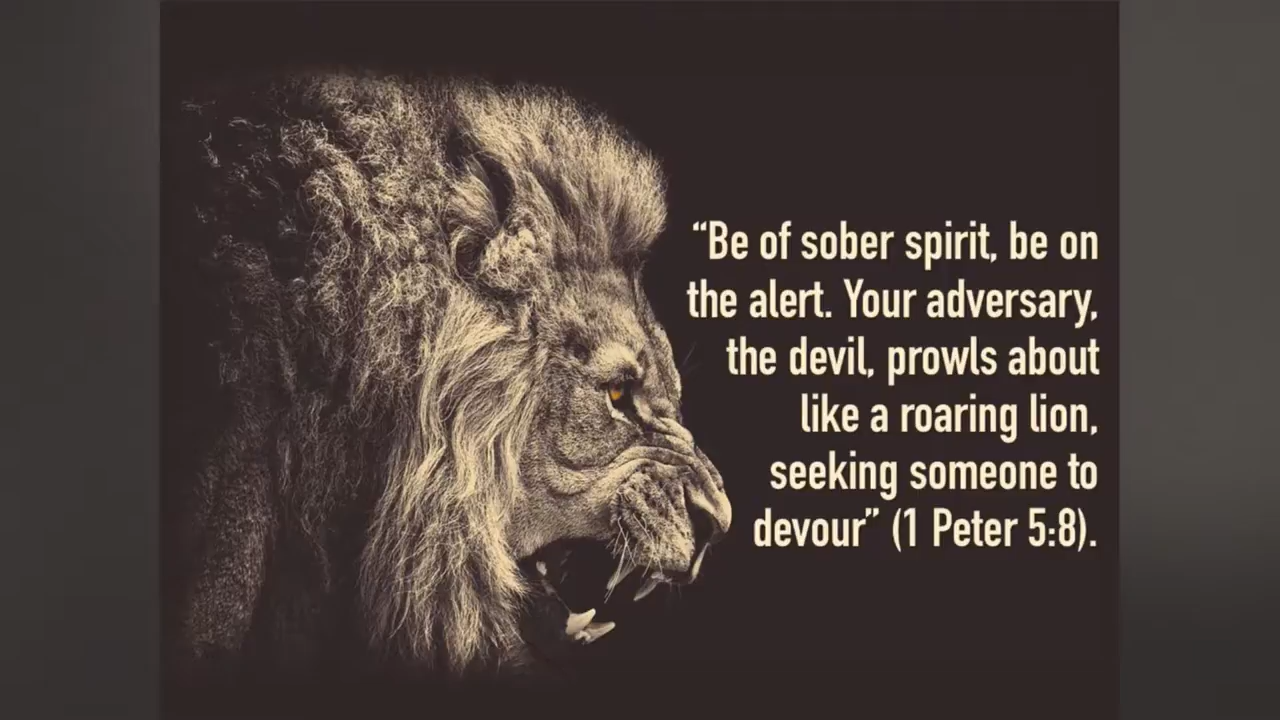 “Be of sober spirit, be on
the alert. Your adversary,
the devil, prowls about
like a roaring lion,
seeking someone to
devour” (1 Peter 5:8).